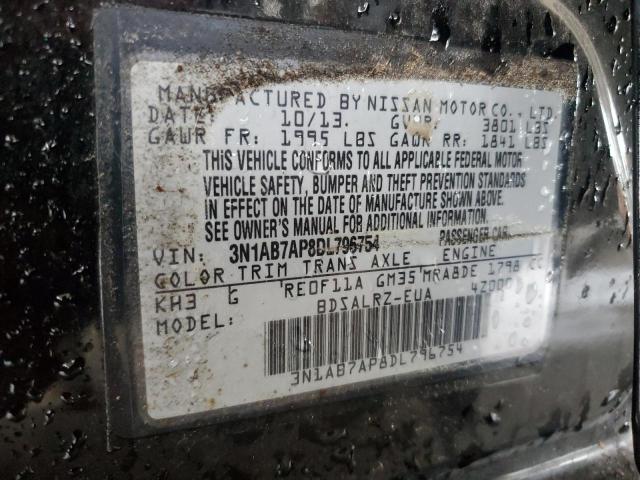 MANUFACTURED BY NISSAN MOTOR CO., LTD.
DATE: 10/13. GVWR: 3801 LBS
GAWR FR: 1995 LBS GAWR RR: 1841 LBS
THIS VEHICLE CONFORMS TO ALL APPLICABLE FEDERAL MOTOR
VEHICLE SAFETY, BUMPER AND THEFT PREVENTION STANDARDS
IN EFFECT ON THE DATE OF MANUFACTURE SHOWN ABOVE.
SEE OWNER'S MANUAL FOR ADDITIONAL INFORMATION.
VIN: 3N1AB7AP8DL796754 PASSENGER CAR
COLOR TRIM TRANS AXLE ENGINE
KH3 G RE0F11A GM35 MRA8DE 1798 CC
MODEL: BDSALRZ-EUA 4Z000
3N1AB7AP8DL796754